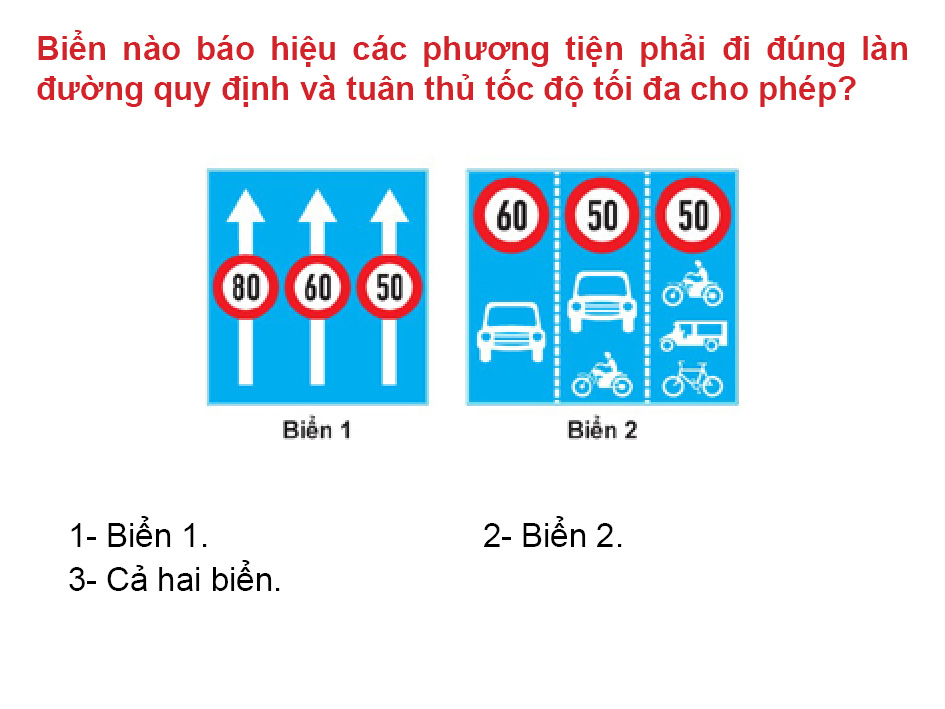 Biển nào báo hiệu các phương tiện phải đi đúng làn
đường quy định và tuân thủ tốc độ tối đa cho phép?
60 50 50
80 60 50
Biển 1 Biển 2
1- Biển 1. 2- Biển 2.
3- Cả hai biển.